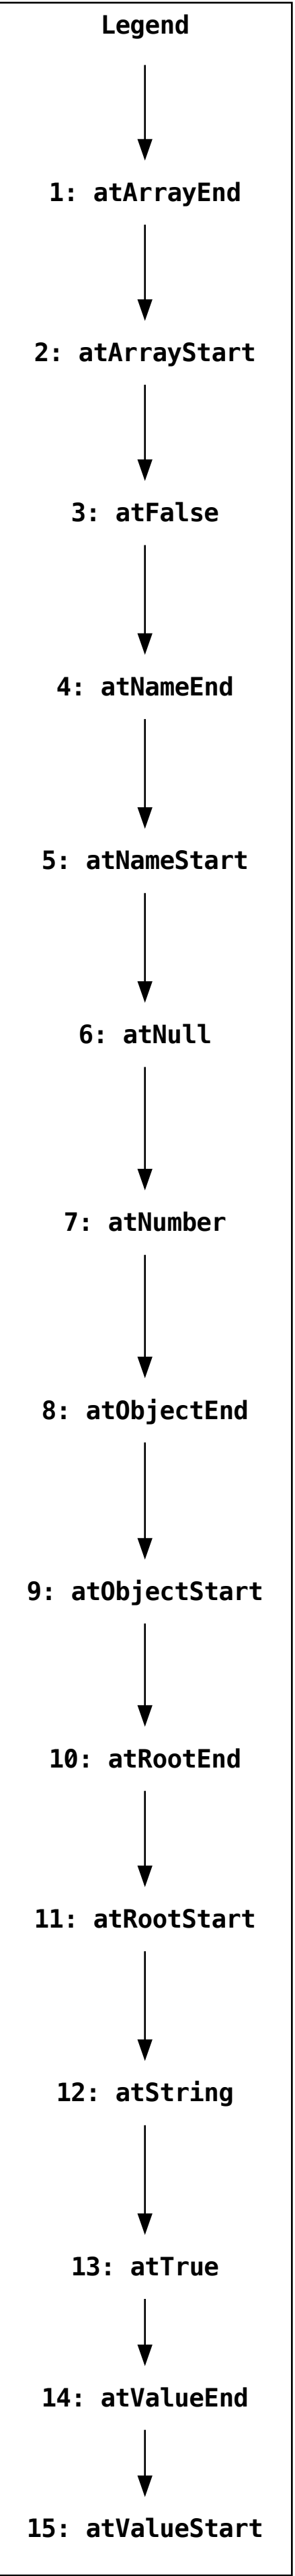 Legend
1: atArrayEnd
2: atArrayStart
3: atFalse
4: atNameEnd
5: atNameStart
6: atNull
7: atNumber
8: atObjectEnd
9: atObjectStart
10: atRootEnd
11: atRootStart
12: atString
13: atTrue
14: atValueEnd
15: atValueStart